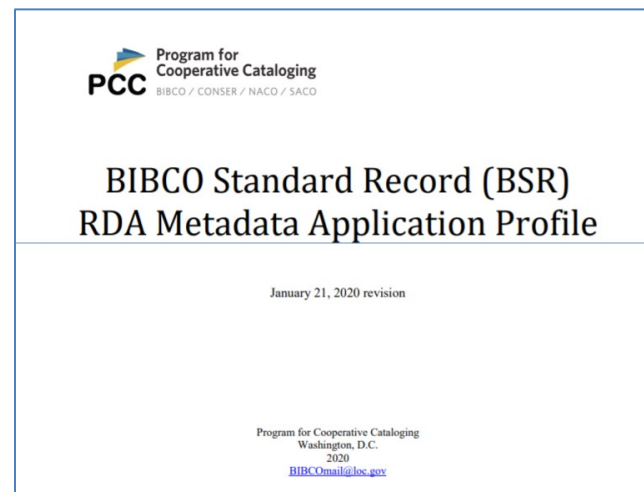 Program for
Cooperative Cataloging
PCC
BIBCO / CONSER / NACO / SACO
BIBCO Standard Record (BSR)
RDA Metadata Application Profile
January 21, 2020 revision
Program for Cooperative Cataloging
Washington, D.C.
2020
BIBCOmail@loc.gov